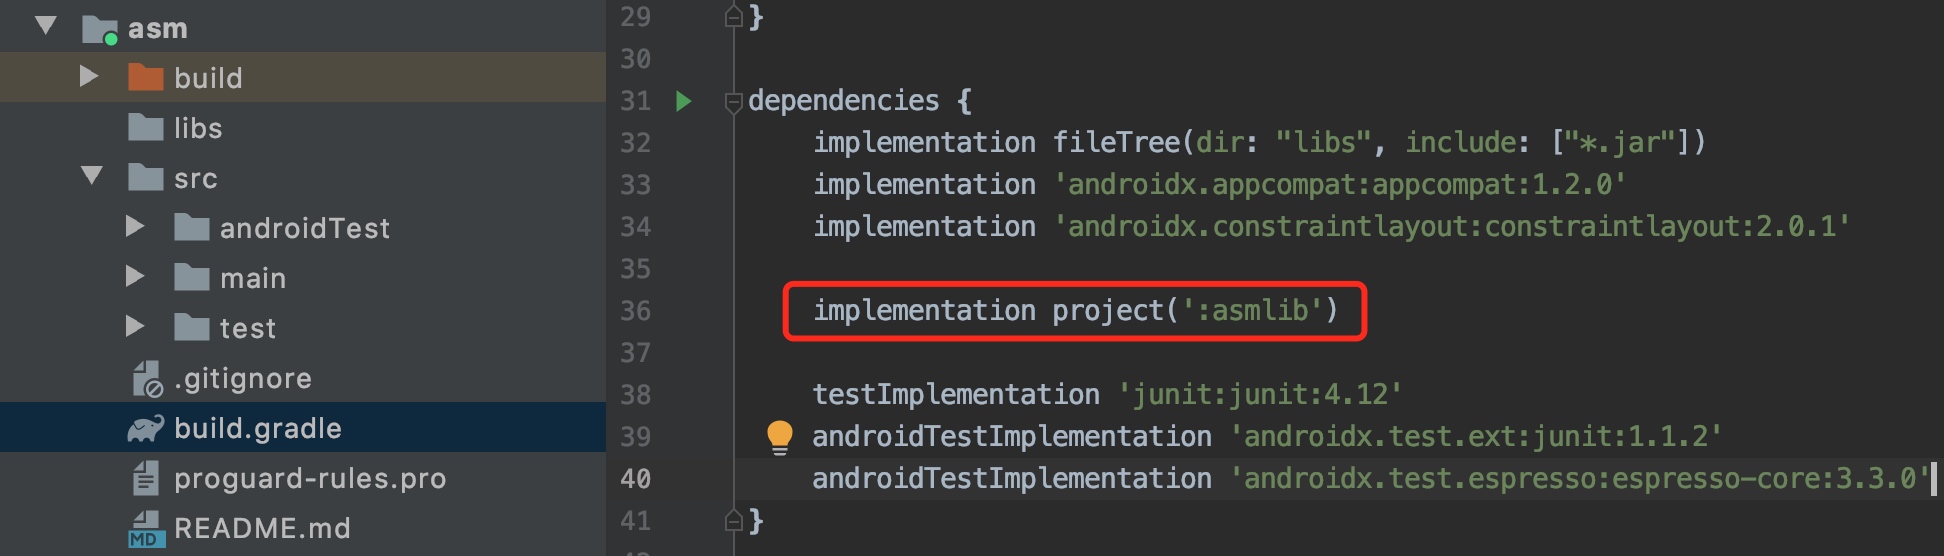 asm
build
libs
src
androidTest
main
test
.gitignore
build.gradle
proguard-rules.pro
MD README.md
29 }
30
31 dependencies {
32 implementation fileTree(dir: "libs", include: ["*.jar"])
33 implementation 'androidx.appcompat:appcompat:1.2.0'
34 implementation 'androidx.constraintlayout:constraintlayout:2.0.1'
35
36 implementation project(':asmlib')
37
38 testImplementation 'junit:junit:4.12'
39 androidTestImplementation 'androidx.test.ext:junit:1.1.2'
40 androidTestImplementation 'androidx.test.espresso:espresso-core:3.3.0'
41 }